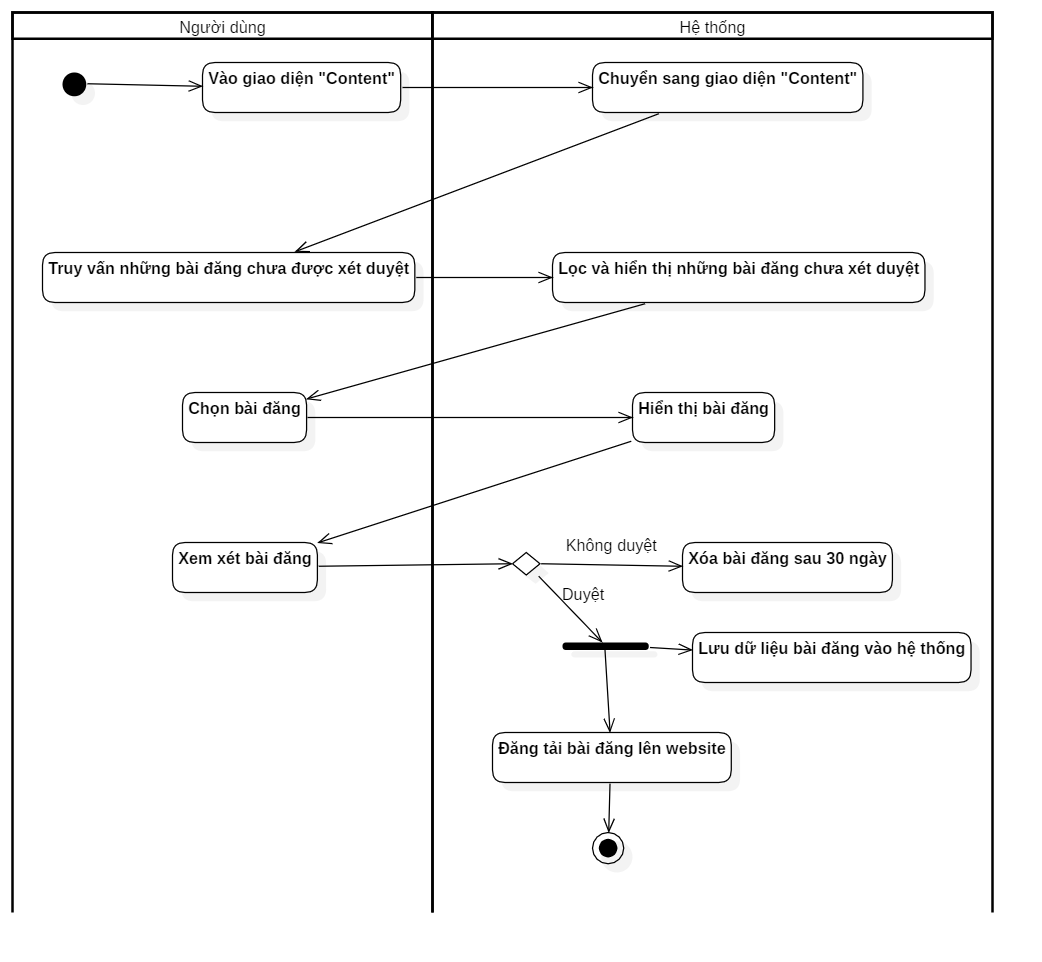 Người dùng
Hệ thống
Vào giao diện "Content"
Chuyển sang giao diện "Content"
Truy vấn những bài đăng chưa được xét duyệt
Lọc và hiển thị những bài đăng chưa xét duyệt
Chọn bài đăng
Hiển thị bài đăng
Xem xét bài đăng
Không duyệt
Xóa bài đăng sau 30 ngày
Duyệt
Lưu dữ liệu bài đăng vào hệ thống
Đăng tải bài đăng lên website